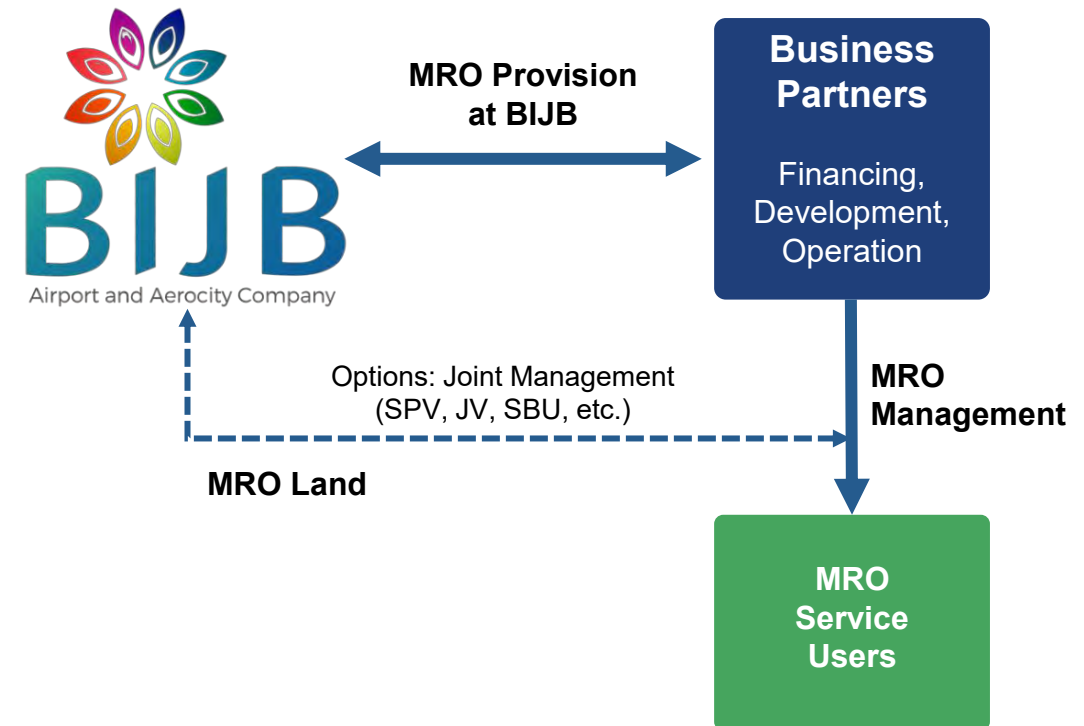 BIJB
Airport and Aerocity Company
MRO Provision
at BIJB
Business
Partners
Financing,
Development,
Operation
Options: Joint Management
(SPV, JV, SBU, etc.)
MRO Land
MRO
Management
MRO
Service
Users